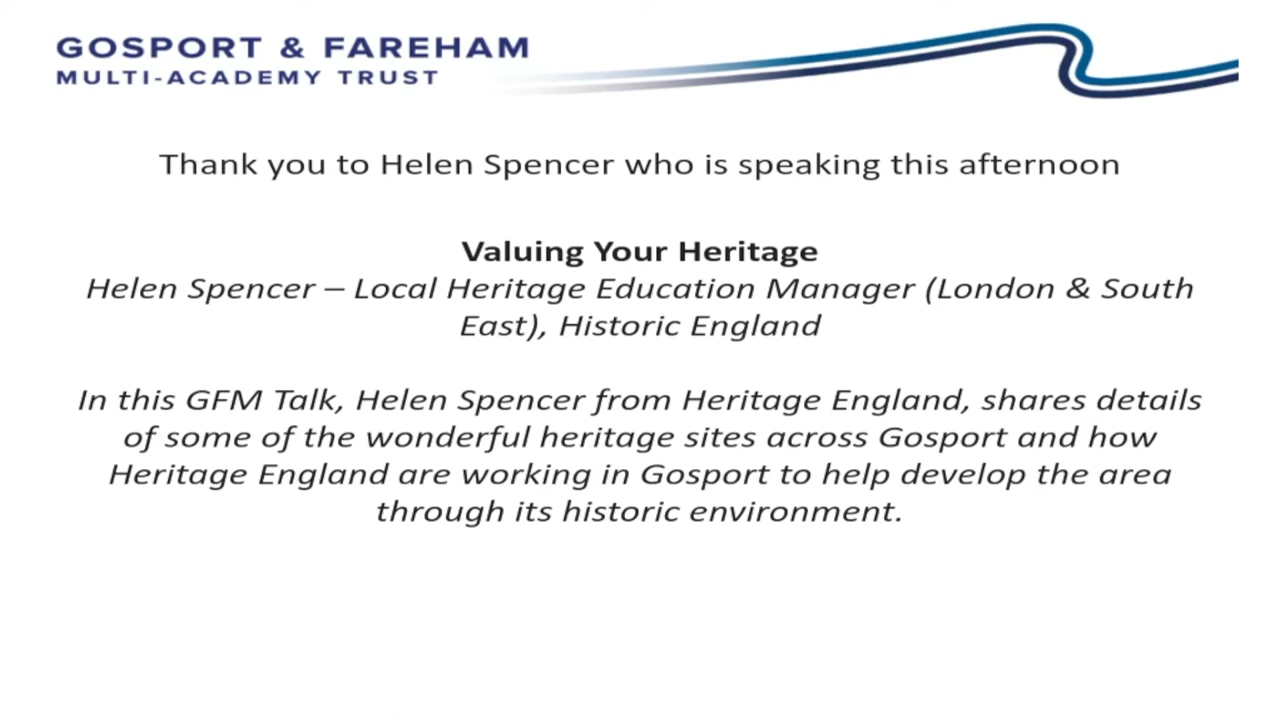 GOSPORT & FAREHAM
MULTI-ACADEMY TRUST
Thank you to Helen Spencer who is speaking this afternoon
Valuing Your Heritage
Helen Spencer – Local Heritage Education Manager (London & South
East), Historic England
In this GFM Talk, Helen Spencer from Heritage England, shares details
of some of the wonderful heritage sites across Gosport and how
Heritage England are working in Gosport to help develop the area
through its historic environment.